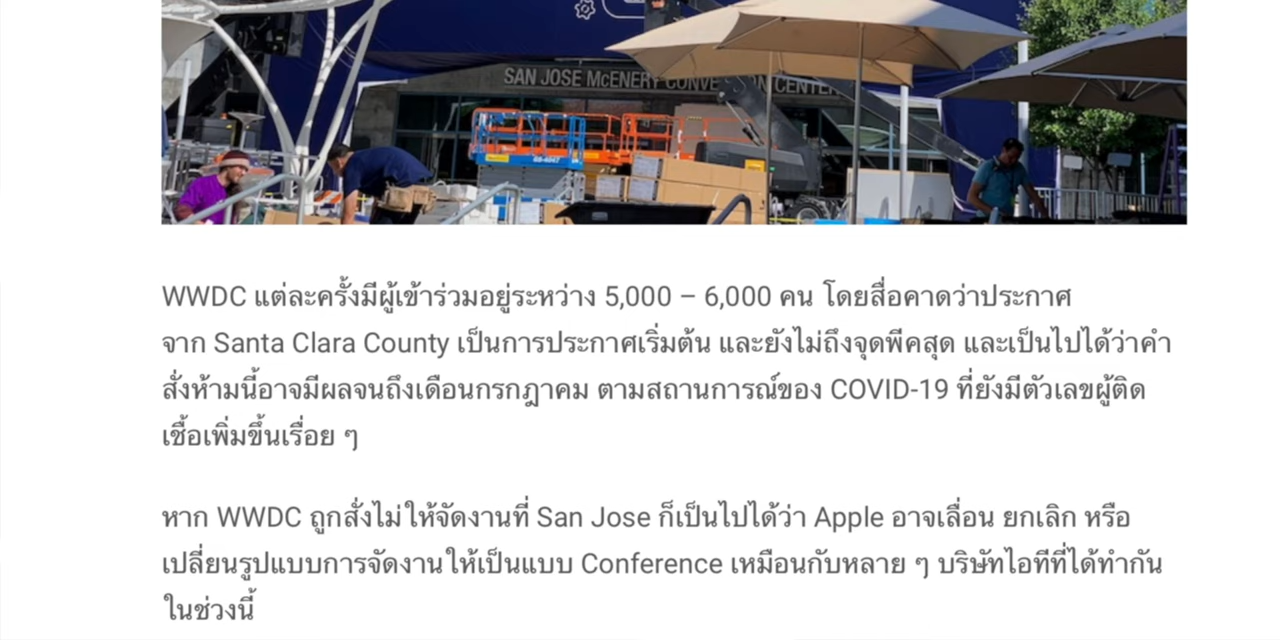 SAN JOSE McENERY CONVENTION CENTER
WWDC แต่ละครั้งมีผู้เข้าร่วมอยู่ระหว่าง 5,000 – 6,000 คน โดยสื่อคาดว่าประกาศ
จาก Santa Clara County เป็นการประกาศเริ่มต้น และยังไม่ถึงจุดพีคสุด และเป็นไปได้ว่าคำ
สั่งห้ามนี้อาจมีผลจนถึงเดือนกรกฎาคม ตามสถานการณ์ของ COVID-19 ที่ยังมีตัวเลขผู้ติด
เชื้อเพิ่มขึ้นเรื่อย ๆ
หาก WWDC ถูกสั่งไม่ให้จัดงานที่ San Jose ก็เป็นไปได้ว่า Apple อาจเลื่อน ยกเลิก หรือ
เปลี่ยนรูปแบบการจัดงานให้เป็นแบบ Conference เหมือนกับหลาย ๆ บริษัทไอทีที่ได้ทำกัน
ในช่วงนี้